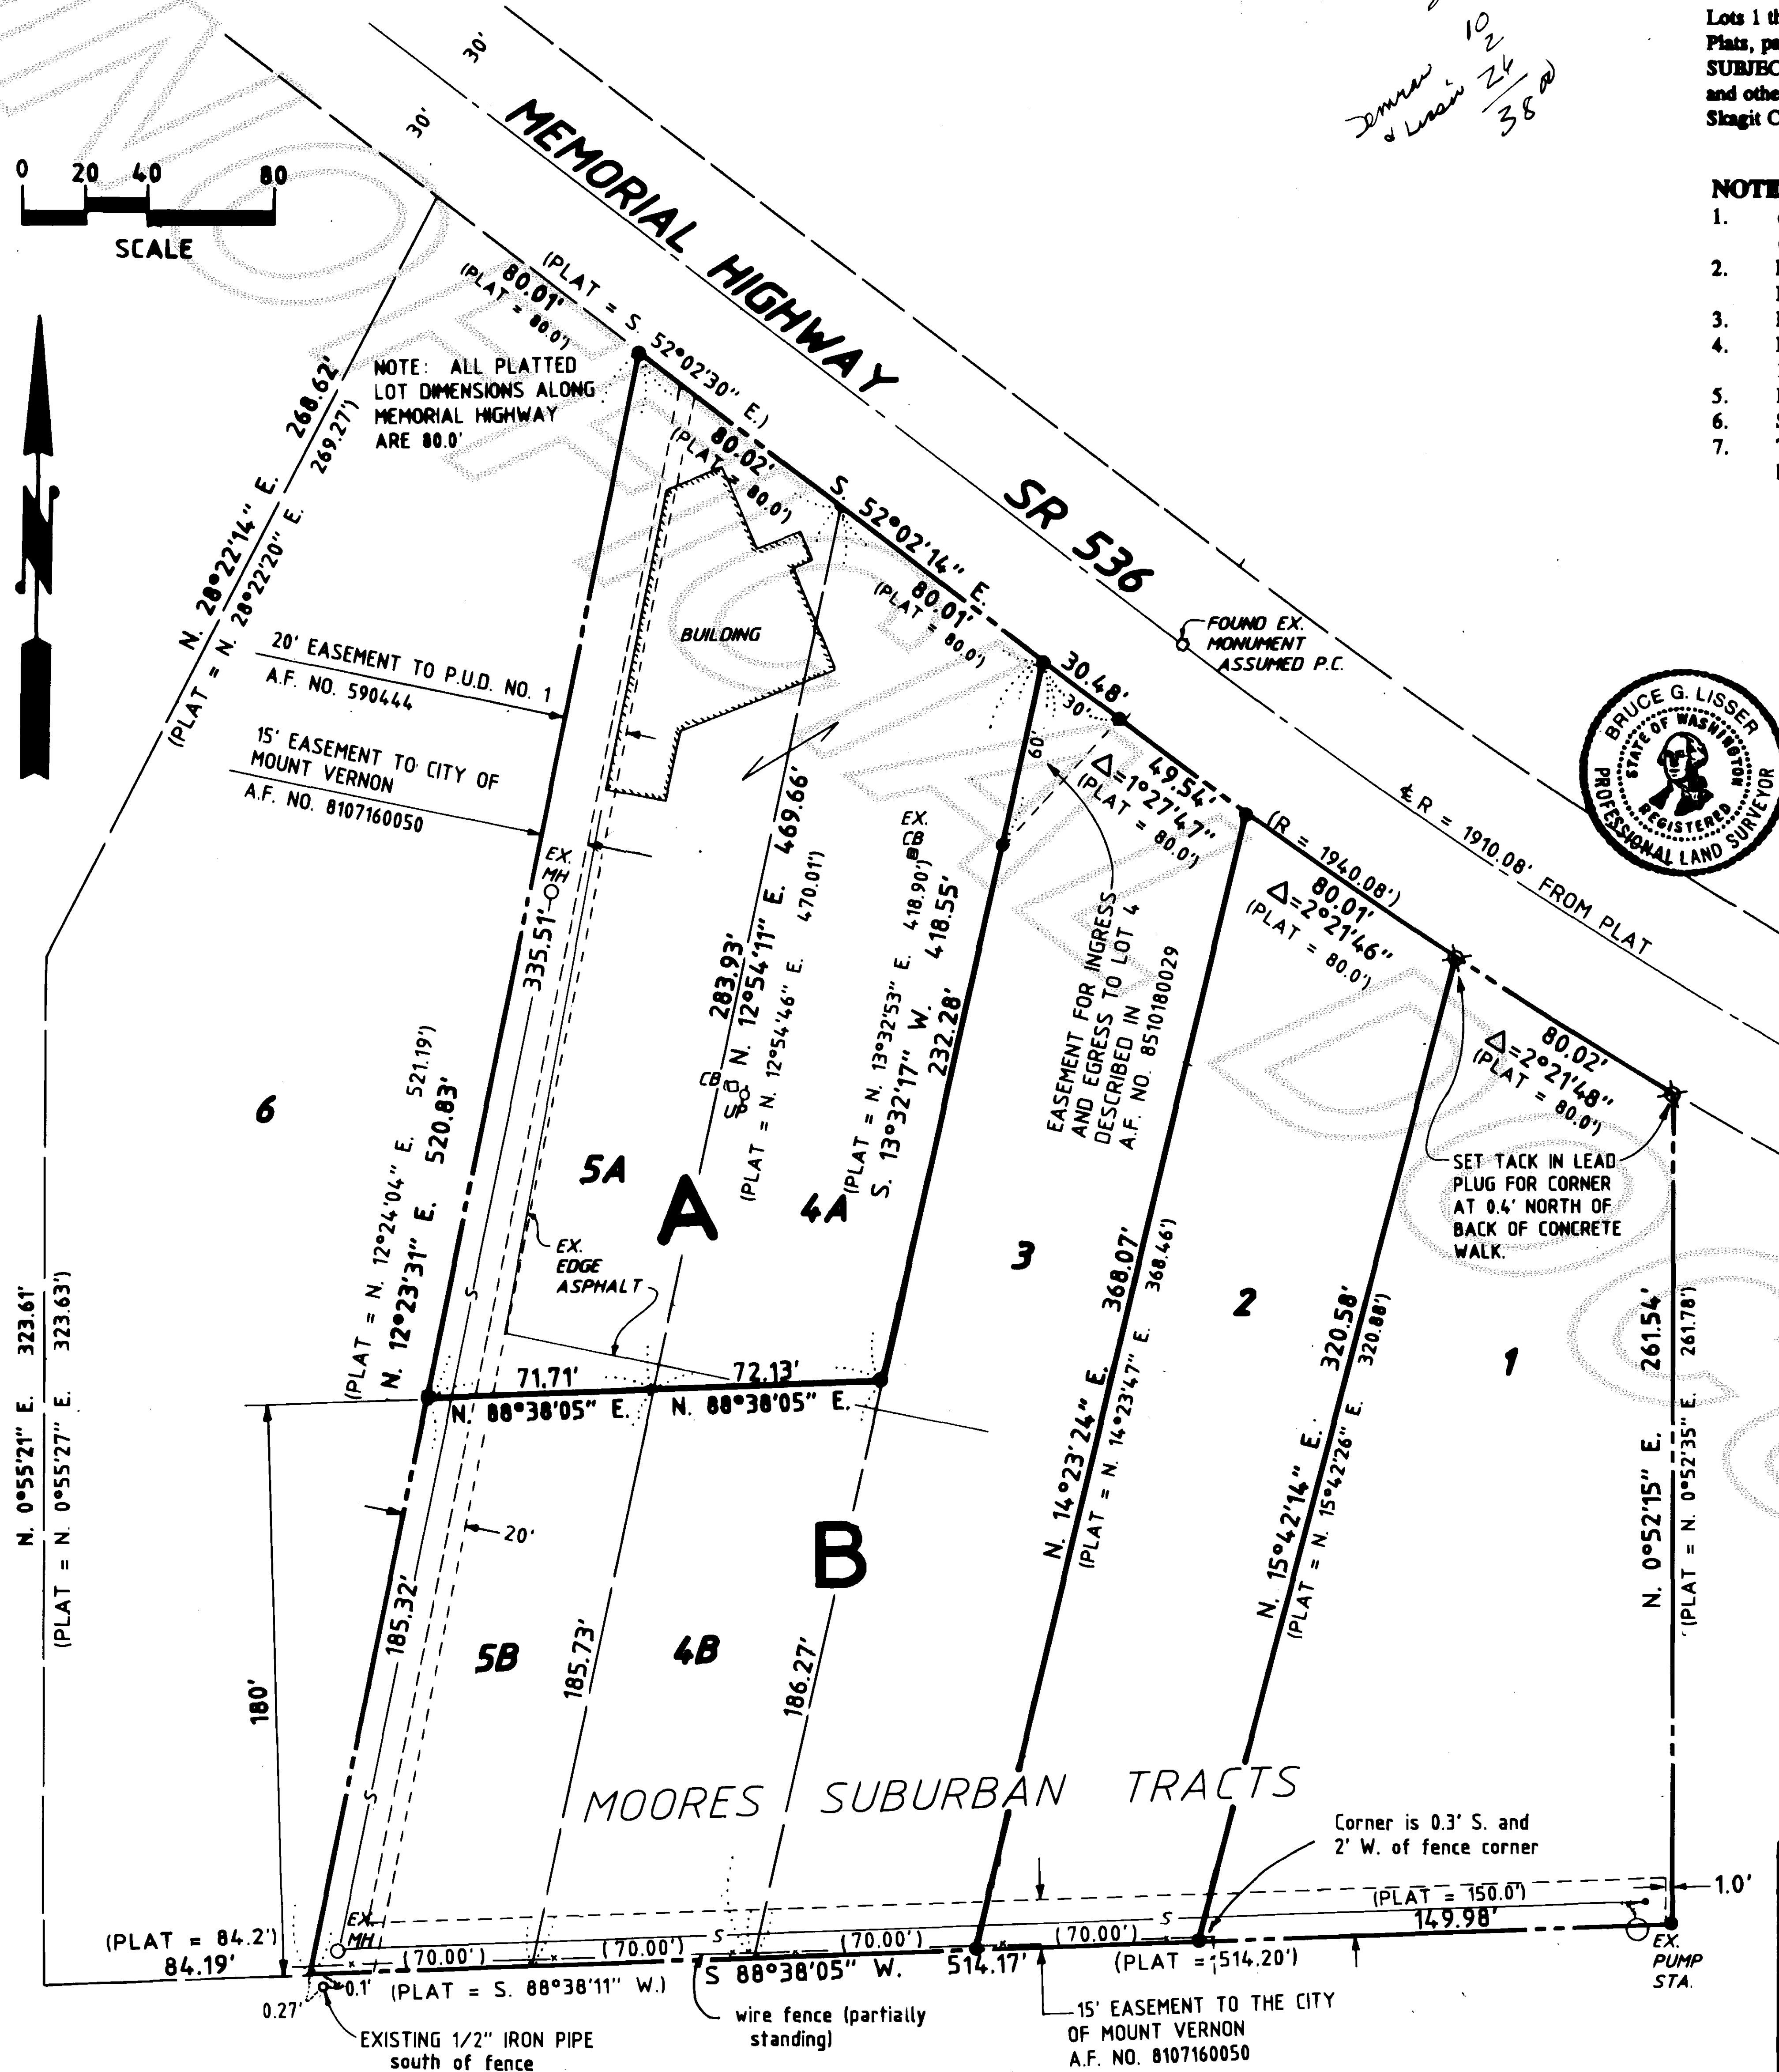 30'
30'
10
2
26
38 00
Lots 1 th
Plats, pa
SUBJEC
and othe
Skagit C
NOTE
1.
2.
3.
4.
5.
6.
7.
0 20 40 80
SCALE
N
MEMORIAL HIGHWAY
SR 536
(PLAT = S. 52°02'30" E.)
80.01'
(PLAT = 80.0')
NOTE: ALL PLATTED
LOT DIMENSIONS ALONG
MEMORIAL HIGHWAY
ARE 80.0'
80.02'
(PLAT = 80.0')
S. 52°02'14" E.
80.01'
(PLAT = 80.0')
N. 28°22'14" E. 268.62'
(PLAT = N. 28°22'20" E. 269.27')
20' EASEMENT TO P.U.D. NO. 1
A.F. NO. 590444
15' EASEMENT TO CITY OF
MOUNT VERNON
A.F. NO. 8107160050
BUILDING
FOUND EX.
MONUMENT
ASSUMED P.C.
30.48'
30'
60'
49.54'
Δ=1°27'47"
(PLAT = 80.0')
(R = 1940.08')
80.01'
Δ=2°21'46"
(PLAT = 80.0')
℄ R = 1910.08' FROM PLAT
80.02'
Δ=2°21'48"
(PLAT = 80.0')
BRUCE G. LISSER
STATE OF WASHINGTON
REGISTERED
PROFESSIONAL LAND SURVEYOR
EX.
MH
335.51'
EX.
CB
283.93'
N. 12°54'11" E. 469.66'
(PLAT = N. 12°54'46" E. 470.01')
(PLAT = N. 13°32'53" E. 418.90')
S. 13°32'17" W. 418.55'
232.28'
EASEMENT FOR INGRESS
AND EGRESS TO LOT 4
DESCRIBED IN
A.F. NO. 8510180029
CB
UP
SET TACK IN LEAD
PLUG FOR CORNER
AT 0.4' NORTH OF
BACK OF CONCRETE
WALK.
6
5A
A
4A
3
2
1
(PLAT = N. 12°24'04" E. 521.19')
N. 12°23'31" E. 520.83'
EX.
EDGE
ASPHALT
S
N. 0°55'21" E. 323.61'
(PLAT = N. 0°55'27" E. 323.63')
71.71'
N. 88°38'05" E.
72.13'
N. 88°38'05" E.
N. 14°23'24" E. 368.07'
(PLAT = N. 14°23'47" E. 368.46')
N. 15°42'14" E. 320.58'
(PLAT = N. 15°42'26" E. 320.88')
N. 0°52'15" E. 261.54'
(PLAT = N. 0°52'35" E. 261.78')
20'
B
180'
185.32'
5B
185.73'
4B
186.27'
S
MOORES SUBURBAN TRACTS
Corner is 0.3' S. and
2' W. of fence corner
(PLAT = 150.0')
149.98'
1.0'
EX.
PUMP
STA.
EX.
MH
S
S
(PLAT = 84.2')
84.19'
(70.00')
(70.00')
(70.00')
(70.00')
(PLAT = S. 88°38'11" W.)
S 88°38'05" W. 514.17'
(PLAT = 514.20')
0.1'
0.27'
EXISTING 1/2" IRON PIPE
south of fence
wire fence (partially
standing)
15' EASEMENT TO THE CITY
OF MOUNT VERNON
A.F. NO. 8107160050